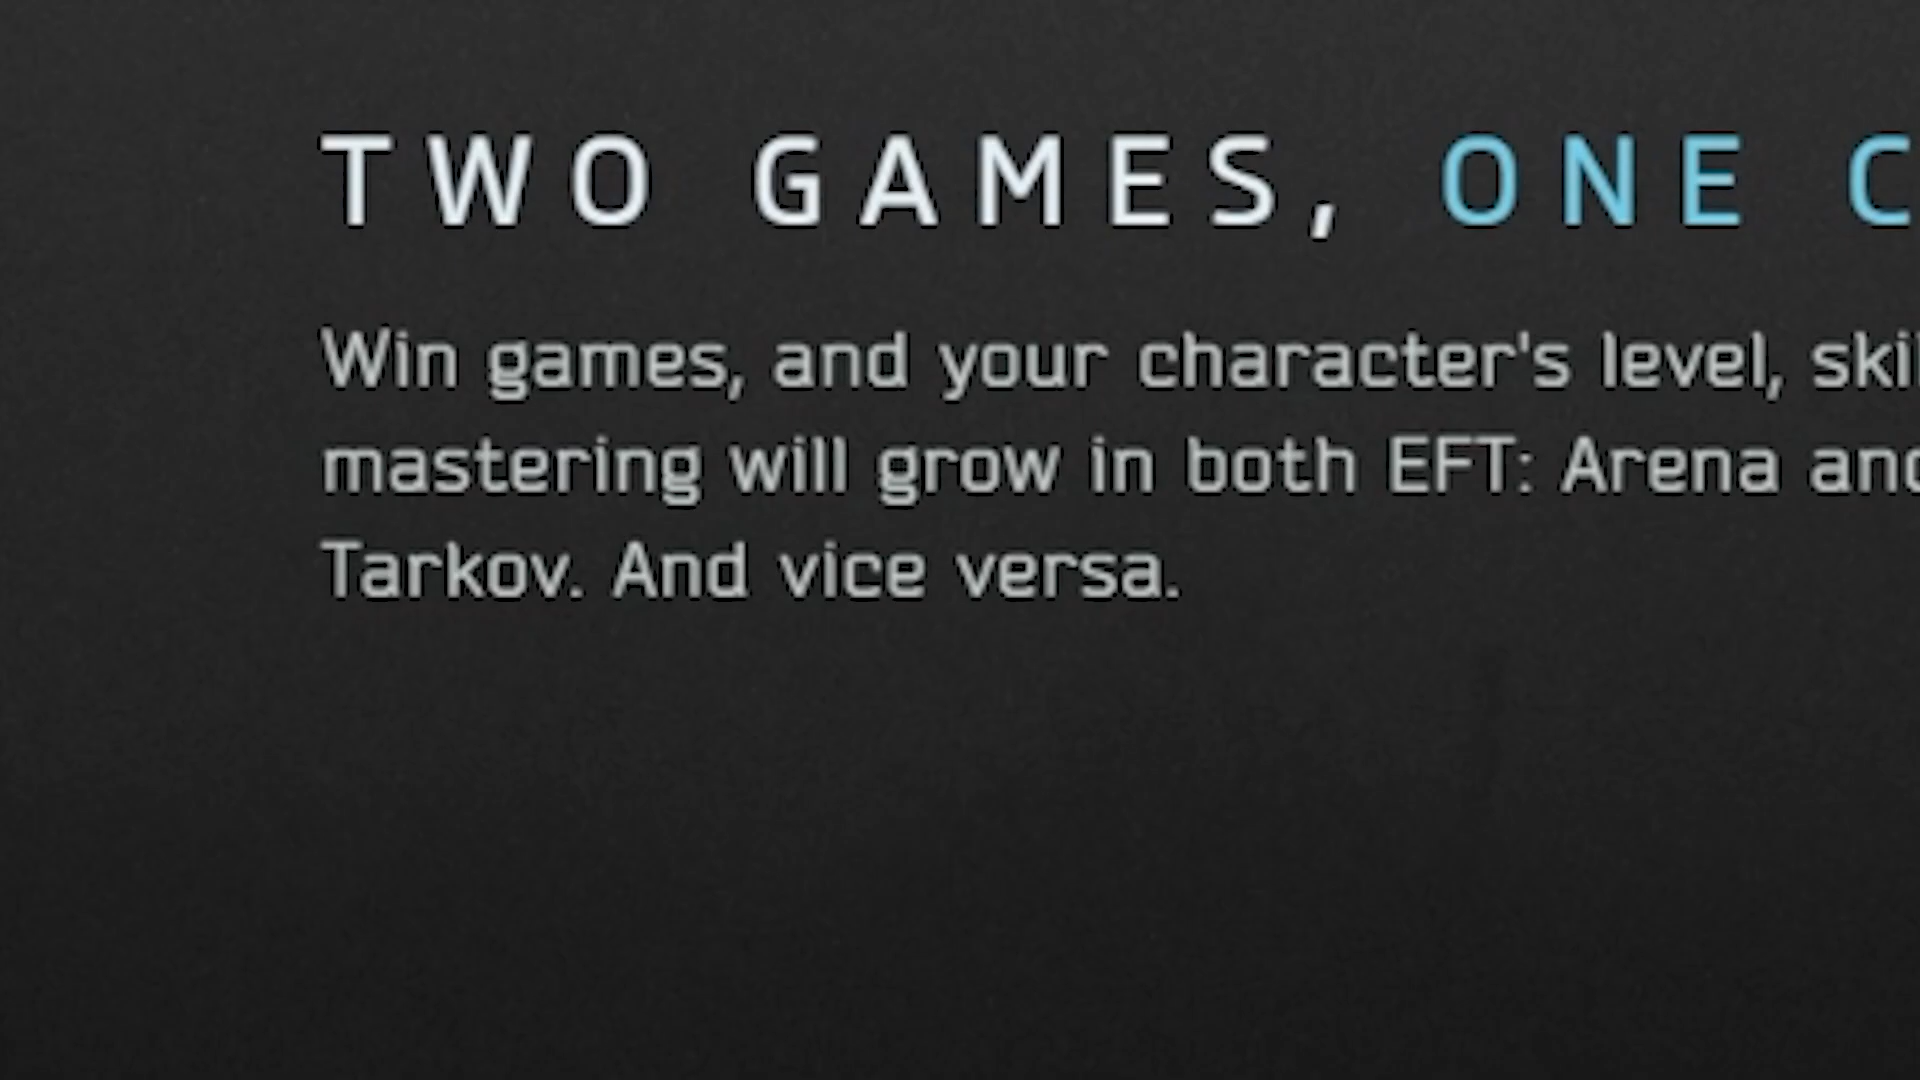 TWO GAMES, ONE
Win games, and your character's level,
mastering will grow in both EFT: Arena
Tarkov. And vice versa.